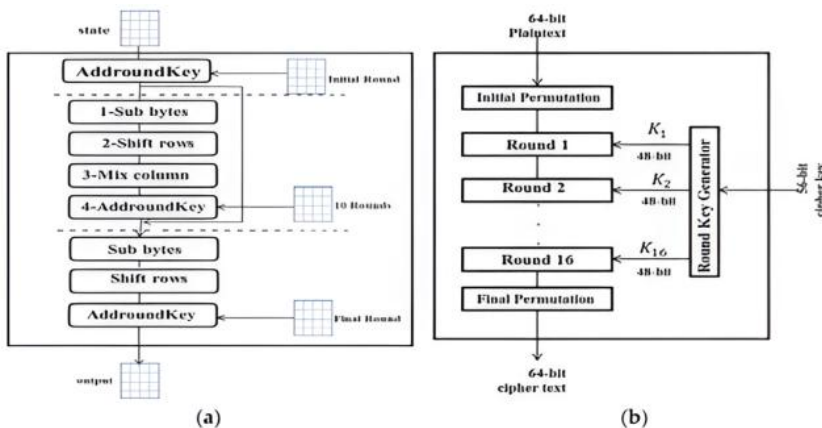 state
AddroundKey
Initial Round
1-Sub bytes
2-Shift rows
3-Mix column
4-AddroundKey
10 Rounds
Sub bytes
Shift rows
AddroundKey
Final Round
output
(a)
64-bit
Plaintext
Initial Permutation
Round 1
K1
48-bit
Round 2
K2
48-bit
Round 16
K16
48-bit
Final Permutation
Round Key Generator
56-bit
cipher key
64-bit
cipher text
(b)